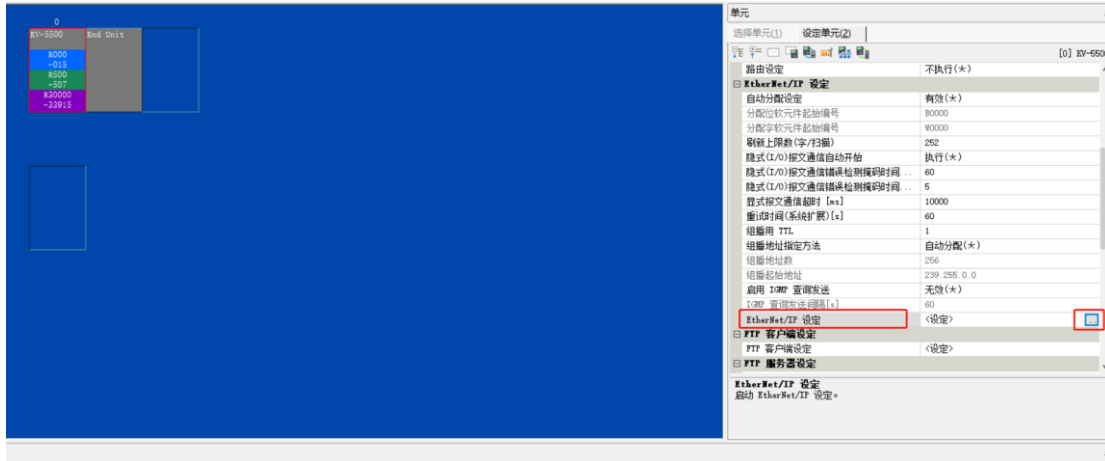 0
KV-5500 End Unit
R000
-015
R500
-507
R30000
-33915
单元
选择单元(1) 设定单元(2)
[0] KV-550
路由设定 不执行(*)
EtherNet/IP 设定
自动分配设定 有效(*)
分配位软元件起始编号 B0000
分配字软元件起始编号 W0000
刷新上限数(字/扫描) 252
隐式(I/O)报文通信自动开始 执行(*)
隐式(I/O)报文通信错误检测掩码时间... 60
隐式(I/O)报文通信错误检测掩码时间... 5
显式报文通信超时 [ms] 10000
重试时间(系统扩展)[s] 60
组播用 TTL 1
组播地址指定方法 自动分配(*)
组播地址数 256
组播起始地址 239.255.0.0
启用 IGMP 查询发送 无效(*)
IGMP 查询发送间隔[s] 60
EtherNet/IP 设定 <设定> ...
FTP 客户端设定
FTP 客户端设定 <设定>
FTP 服务器设定
EtherNet/IP 设定
启动 EtherNet/IP 设定。